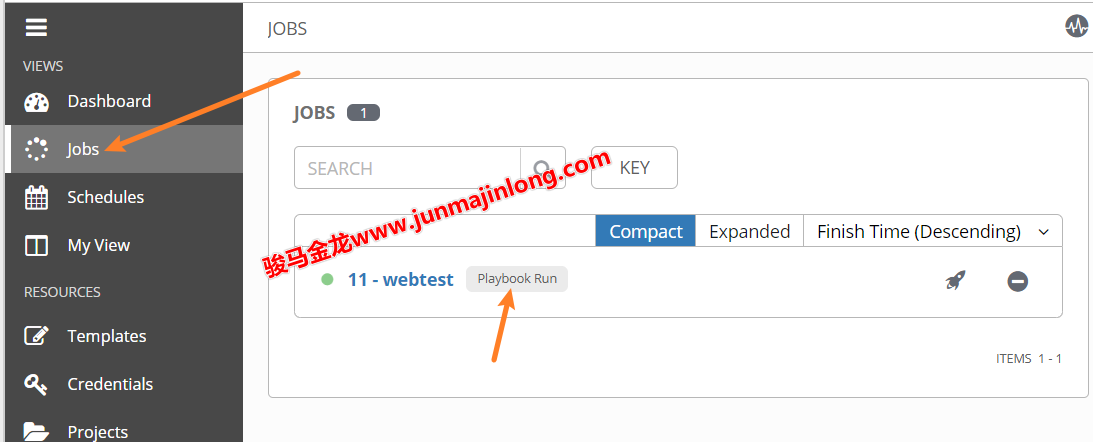 JOBS
VIEWS
Dashboard
Jobs
Schedules
My View
RESOURCES
Templates
Credentials
Projects
JOBS 1
SEARCH
KEY
Compact Expanded Finish Time (Descending)
11 - webtest Playbook Run
ITEMS 1 - 1
骏马金龙www.junmajinlong.com